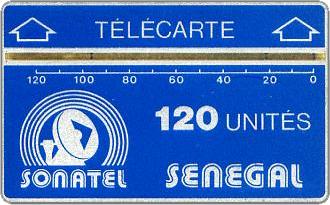 TÉLÉCARTE
120 100 80 60 40 20 0
120 UNITÉS
SONATEL SENEGAL